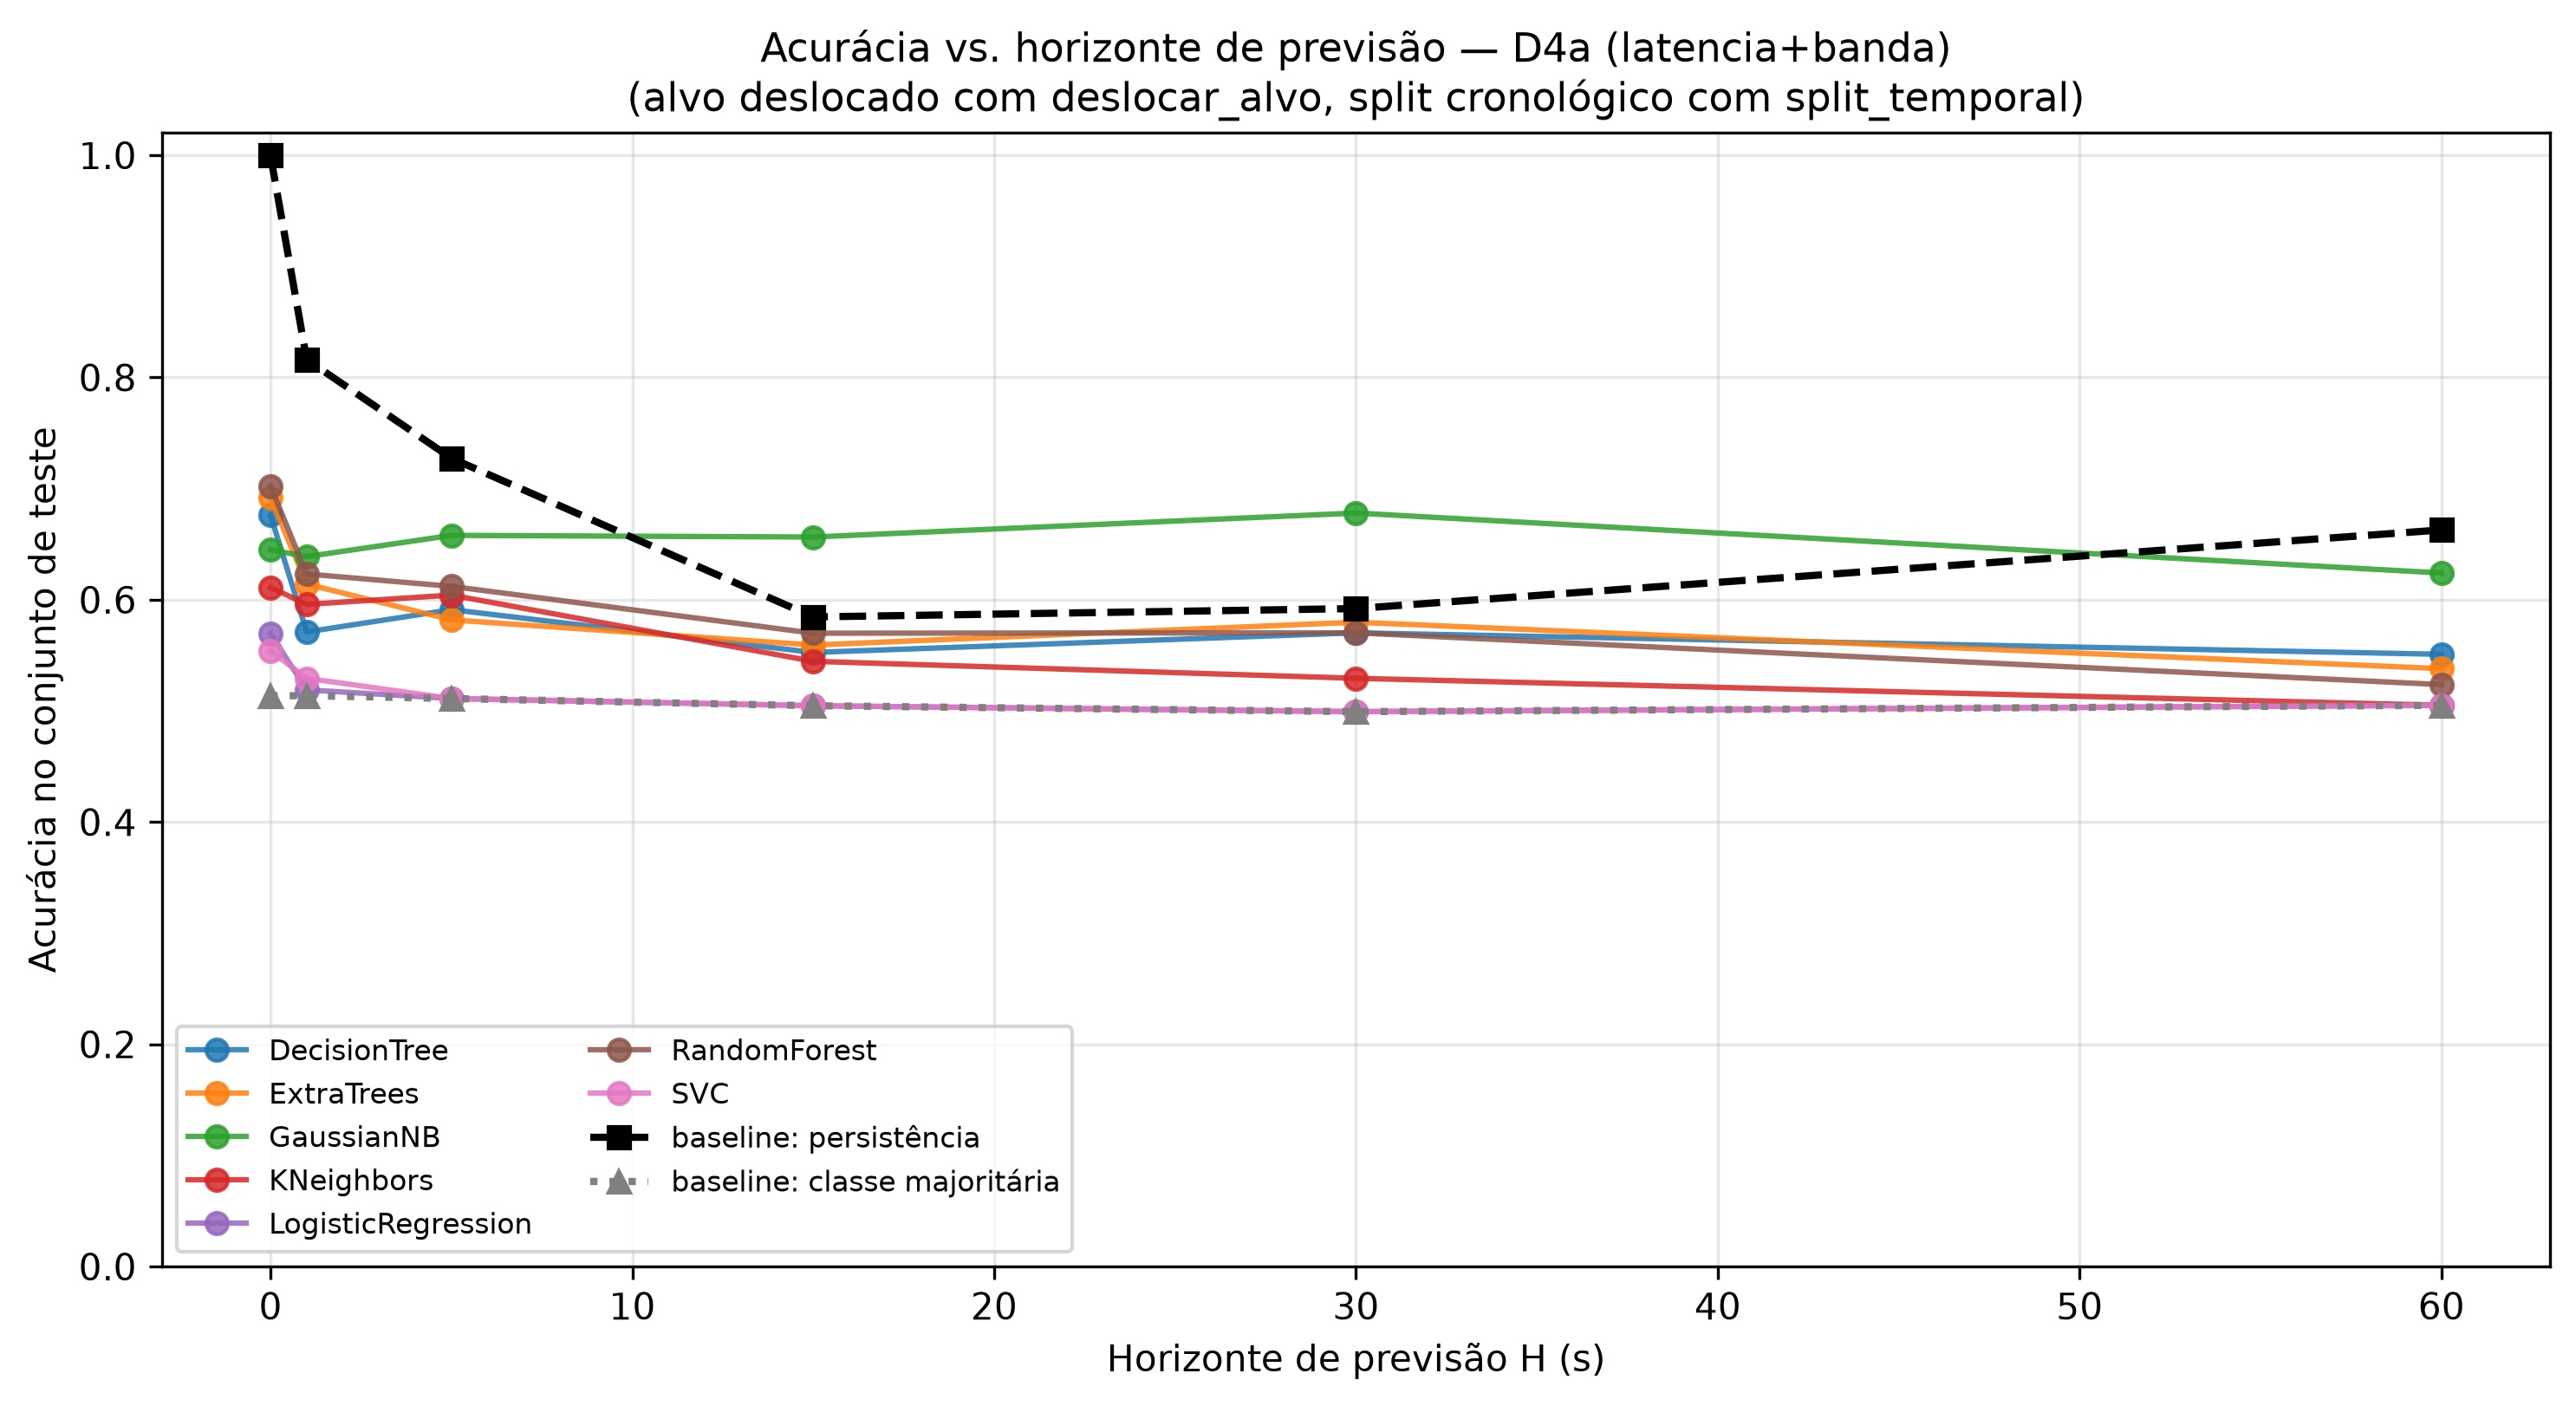 Acurácia vs. horizonte de previsão — D4a (latencia+banda)
(alvo deslocado com deslocar_alvo, split cronológico com split_temporal)
Acurácia no conjunto de teste
1.0
0.8
0.6
0.4
0.2
0.0
DecisionTree
ExtraTrees
GaussianNB
KNeighbors
LogisticRegression
RandomForest
SVC
baseline: persistência
baseline: classe majoritária
0 10 20 30 40 50 60
Horizonte de previsão H (s)